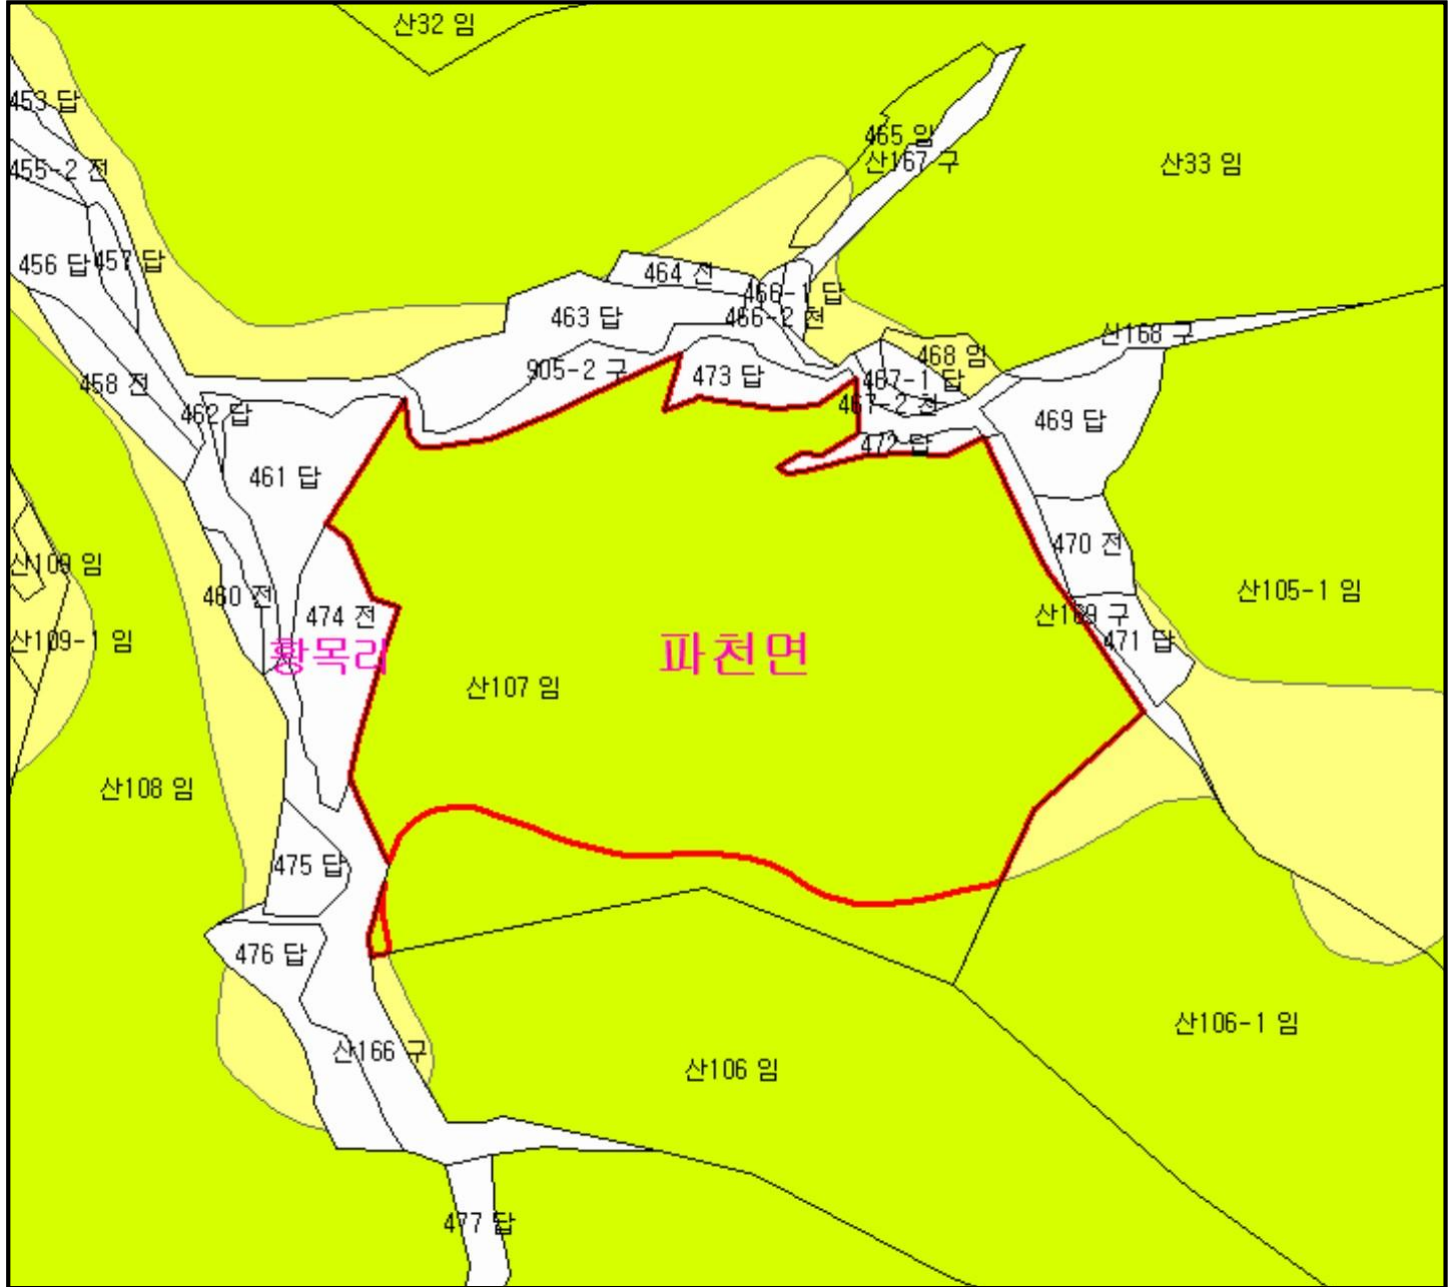 산32 임
453 답
465 임
산167 구
산33 임
455-2 전
456 답
457 답
464 전
466-1 답
466-2 천
463 답
산168 구
468 임
905-2 구
473 답
467-1 답
467-2 천
458 전
462 답
469 답
472 답
461 답
470 전
산109 임
460 전
474 전
산105-1 임
산169 구
471 답
산109-1 임
황목리
파천면
산107 임
산108 임
475 답
476 답
산106-1 임
산166 구
산106 임
477 답